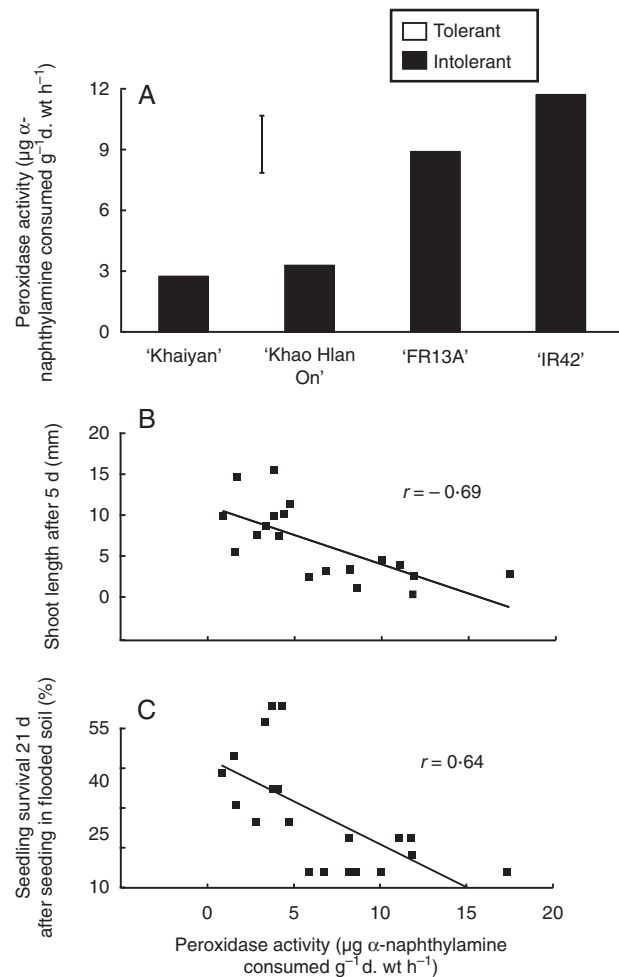 Tolerant
Intolerant
A
Peroxidase activity (µg α-
naphthylamine consumed g⁻¹d. wt h⁻¹)
12
9
6
3
0
‘Khaiyan’
‘Khao Hlan
On’
‘FR13A’
‘IR42’
B
Shoot length after 5 d (mm)
20
15
10
5
0
r = – 0·69
C
Seedling survival 21 d
after seeding in flooded soil (%)
55
40
25
10
r = 0·64
0 5 10 15 20
Peroxidase activity (µg α-naphthylamine
consumed g⁻¹d. wt h⁻¹)